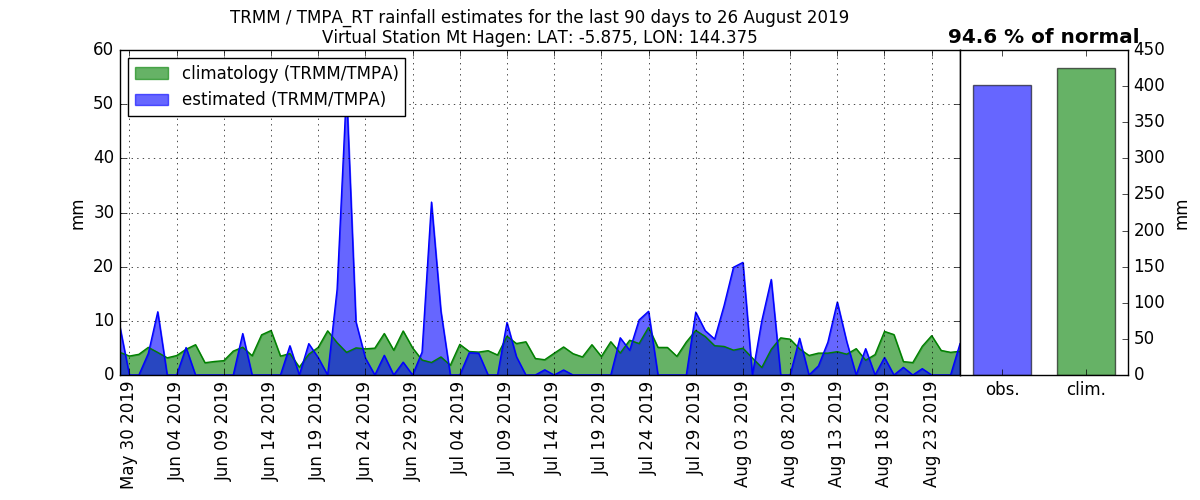 TRMM / TMPA_RT rainfall estimates for the last 90 days to 26 August 2019
Virtual Station Mt Hagen: LAT: -5.875, LON: 144.375
94.6 % of normal
climatology (TRMM/TMPA)
estimated (TRMM/TMPA)
60
50
40
30
20
10
0
mm
May 30 2019
Jun 04 2019
Jun 09 2019
Jun 14 2019
Jun 19 2019
Jun 24 2019
Jun 29 2019
Jul 04 2019
Jul 09 2019
Jul 14 2019
Jul 19 2019
Jul 24 2019
Jul 29 2019
Aug 03 2019
Aug 08 2019
Aug 13 2019
Aug 18 2019
Aug 23 2019
450
400
350
300
250
200
150
100
50
0
mm
obs.
clim.